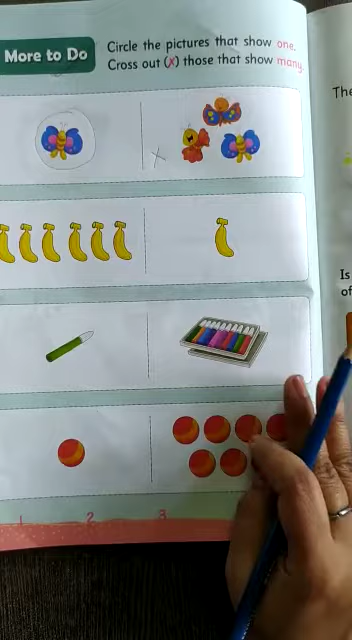 More to Do
Circle the pictures that show one.
Cross out (✗) those that show many.
The
Is
of
1 2 3